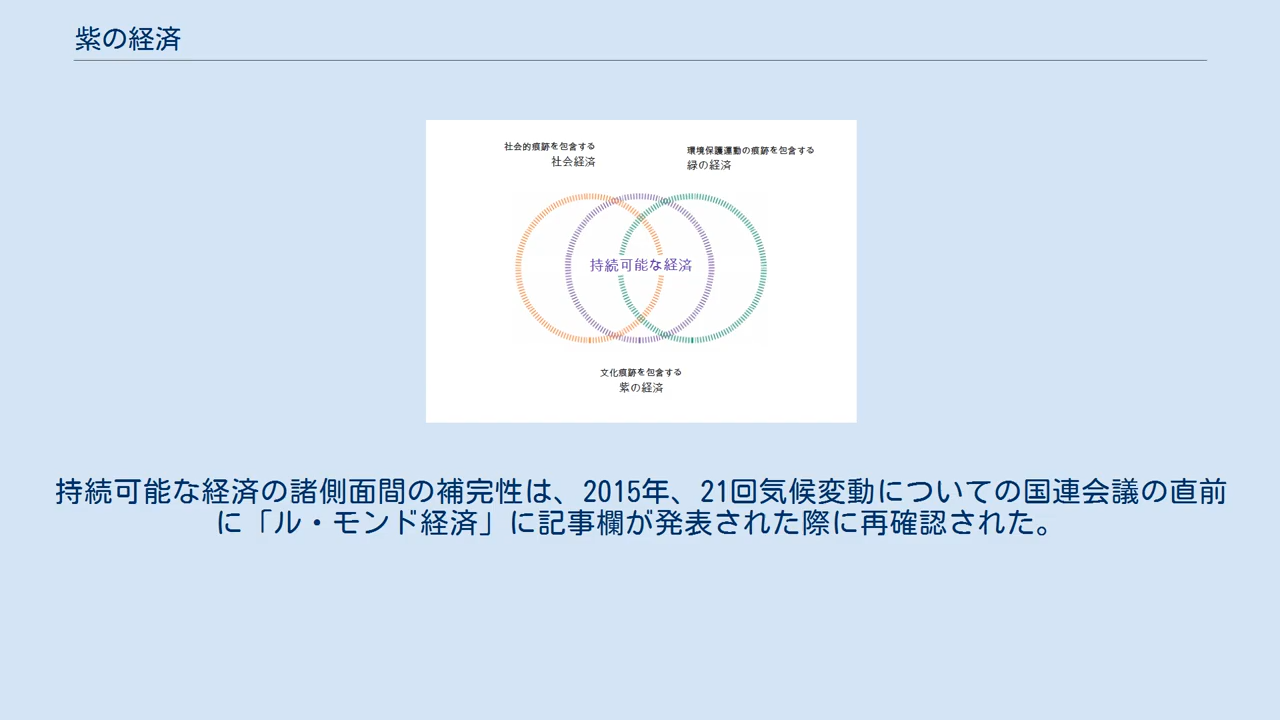 紫の経済
社会的痕跡を包含する
社会経済
環境保護運動の痕跡を包含する
緑の経済
持続可能な経済
文化痕跡を包含する
紫の経済
持続可能な経済の諸側面間の補完性は、2015年、21回気候変動についての国連会議の直前
に「ル・モンド経済」に記事欄が発表された際に再確認された。